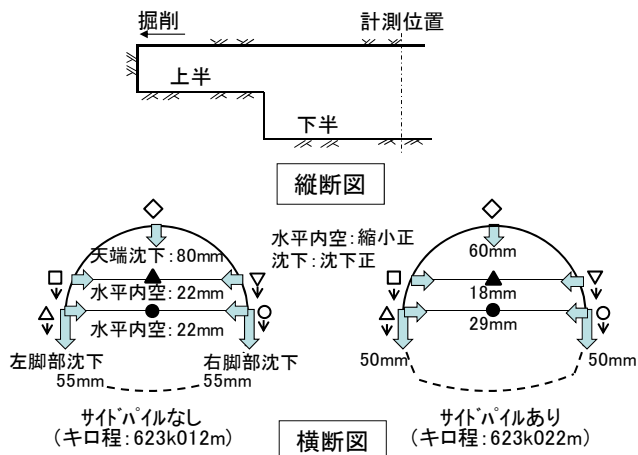 掘削
計測位置
上半
下半
縦断図
天端沈下:80mm
水平内空:22mm
水平内空:22mm
左脚部沈下
55mm
右脚部沈下
55mm
サイドパイルなし
(キロ程:623k012m)
水平内空:縮小正
沈下:沈下正
60mm
18mm
29mm
50mm
50mm
サイドパイルあり
(キロ程:623k022m)
横断図